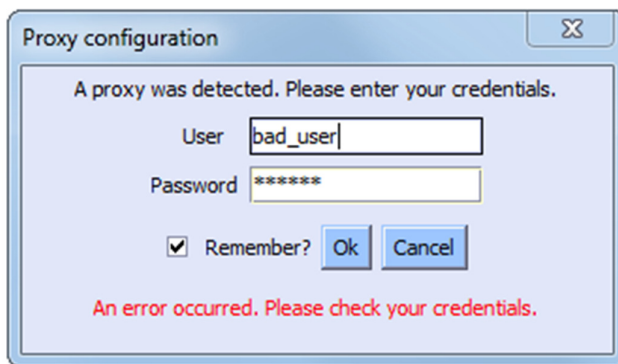 Proxy configuration
A proxy was detected. Please enter your credentials.
User bad_user
Password ******
Remember? Ok Cancel
An error occurred. Please check your credentials.